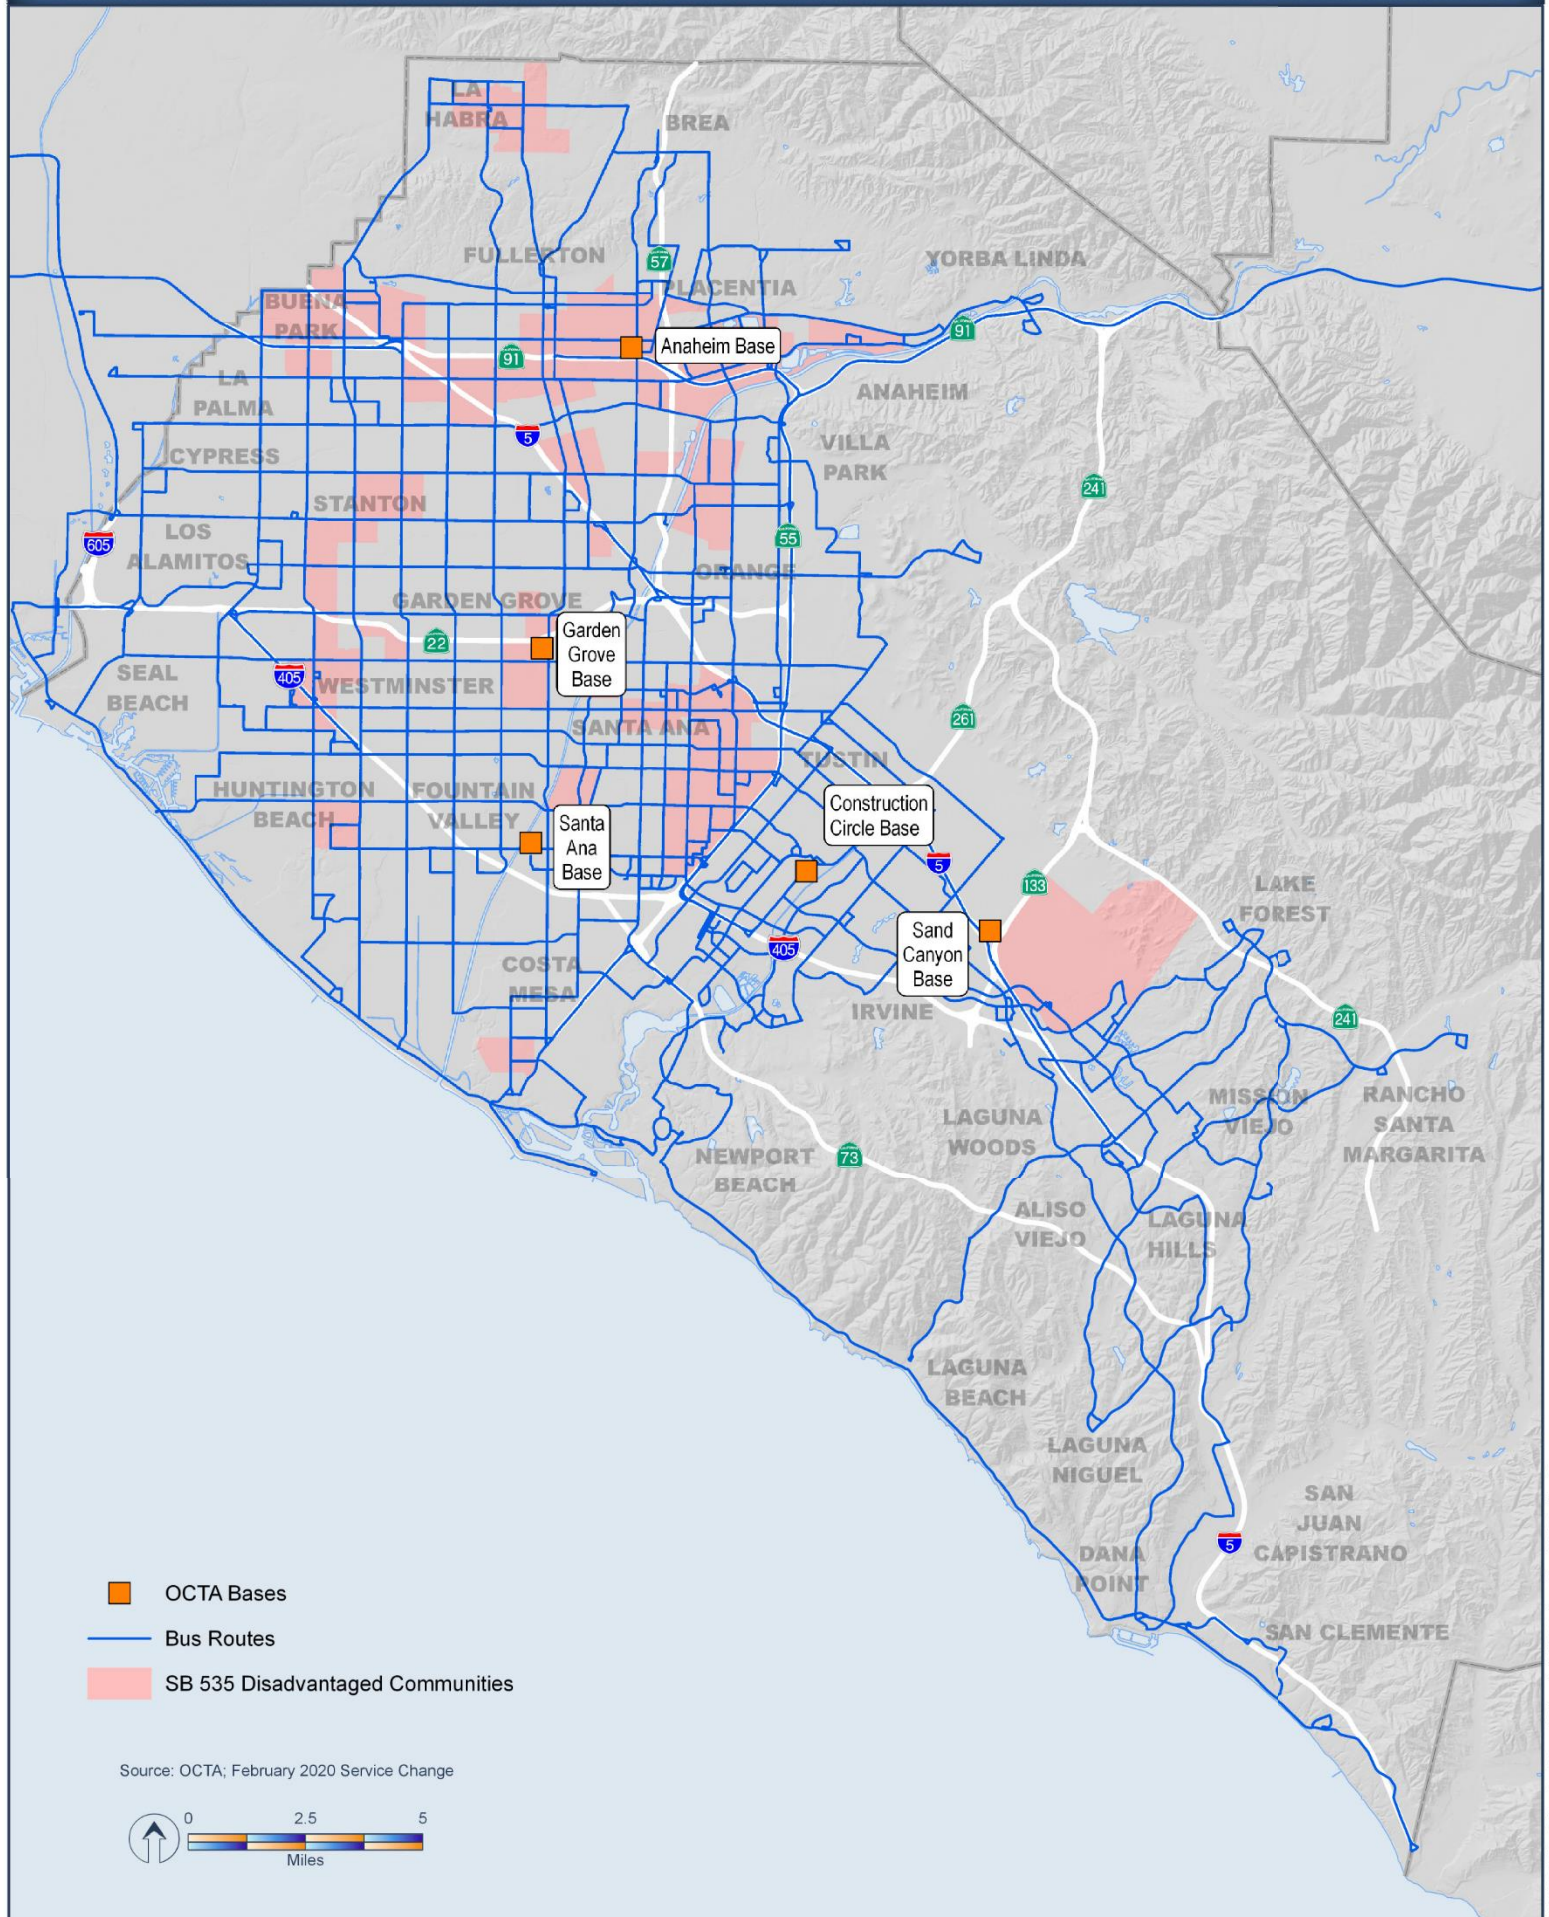 LA
HABRA
BREA
FULLERTON
57
PLACENTIA
YORBA LINDA
BUENA
PARK
91
Anaheim Base
91
LA
PALMA
ANAHEIM
5
VILLA
PARK
CYPRESS
STANTON
241
LOS
ALAMITOS
605
55
ORANGE
GARDEN GROVE
22
Garden
Grove
Base
SEAL
BEACH
405
WESTMINSTER
261
SANTA ANA
TUSTIN
HUNTINGTON
BEACH
FOUNTAIN
VALLEY
Construction
Circle Base
Santa
Ana
Base
5
133
LAKE
FOREST
Sand
Canyon
Base
405
COSTA
MESA
IRVINE
241
MISSION
VIEJO
RANCHO
SANTA
MARGARITA
LAGUNA
WOODS
NEWPORT
BEACH
73
ALISO
VIEJO
LAGUNA
HILLS
LAGUNA
BEACH
LAGUNA
NIGUEL
SAN
JUAN
CAPISTRANO
5
DANA
POINT
SAN CLEMENTE
OCTA Bases
Bus Routes
SB 535 Disadvantaged Communities
Source: OCTA; February 2020 Service Change
0 2.5 5
Miles